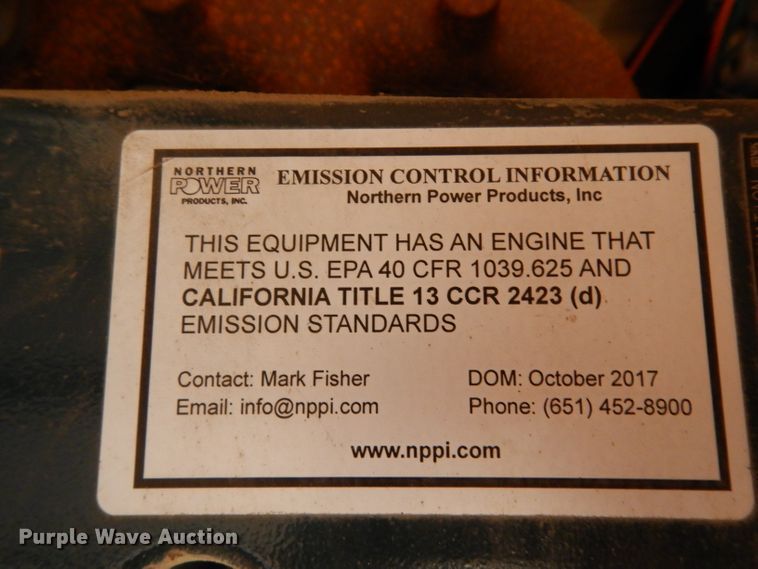 NORTHERN
POWER
PRODUCTS, INC.
EMISSION CONTROL INFORMATION
Northern Power Products, Inc
THIS EQUIPMENT HAS AN ENGINE THAT
MEETS U.S. EPA 40 CFR 1039.625 AND
CALIFORNIA TITLE 13 CCR 2423 (d)
EMISSION STANDARDS
Contact: Mark Fisher
DOM: October 2017
Email: info@nppi.com
Phone: (651) 452-8900
www.nppi.com
Purple Wave Auction